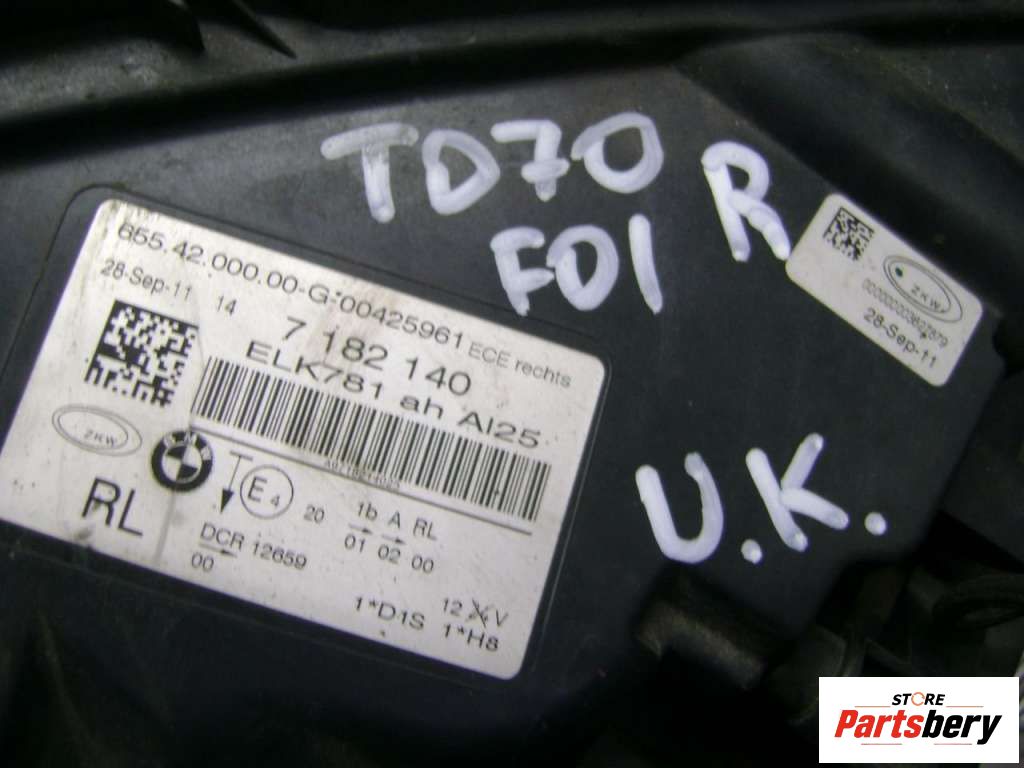 TD70 R
F01
U.K.
655.42.000.00-G-00425961 ECE rechts
28-Sep-11 14
7 182 140
ELK781 ah AI25
ZKW
BMW
RL
E4
20
1b A RL
01 02 00
DCR 12659
00
12 V
1*D1S 1*H8
ZKW
28-Sep-11
STORE
Partsbery